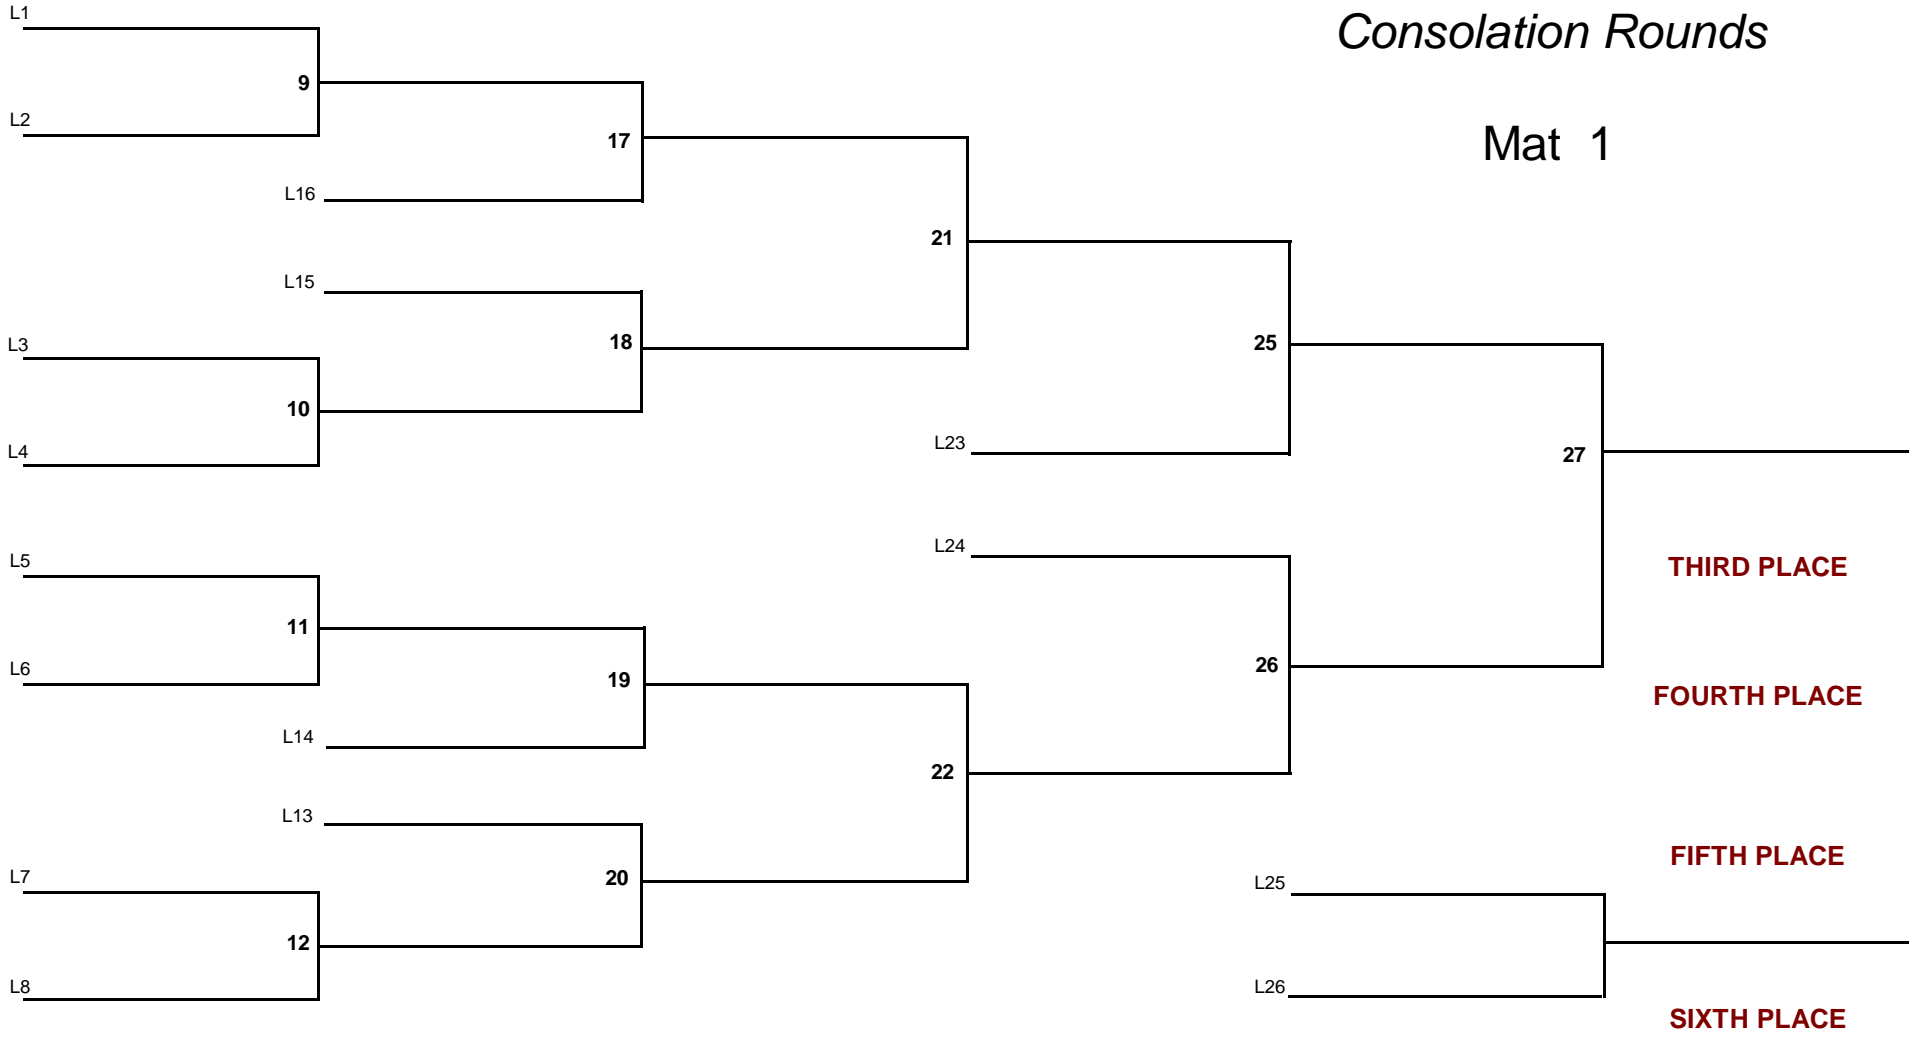 L1
Consolation Rounds
9
L2
17
Mat 1
L16
21
L15
L3
18
25
10
L4
L23
27
L5
L24
THIRD PLACE
11
L6
19
26
FOURTH PLACE
L14
22
L13
FIFTH PLACE
L7
20
L25
12
L8
L26
SIXTH PLACE